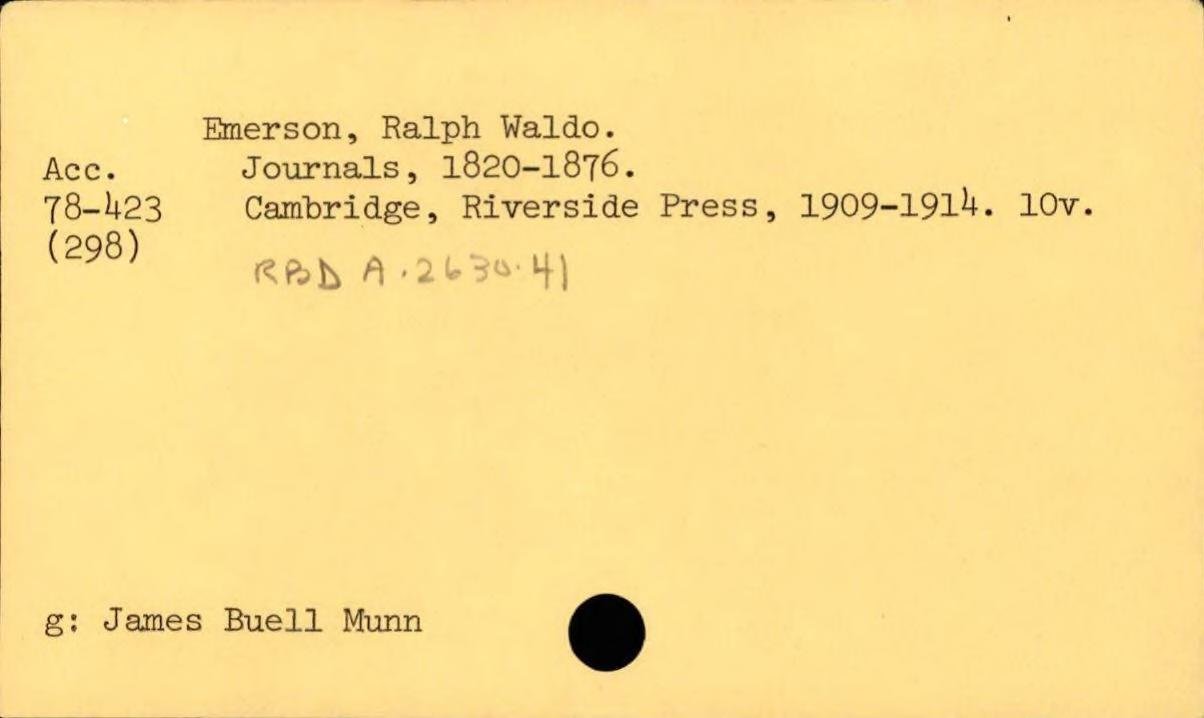 Emerson, Ralph Waldo.
Acc. Journals, 1820-1876.
78-423 Cambridge, Riverside Press, 1909-1914. 10v.
(298)
RBD A.2630.41
g: James Buell Munn